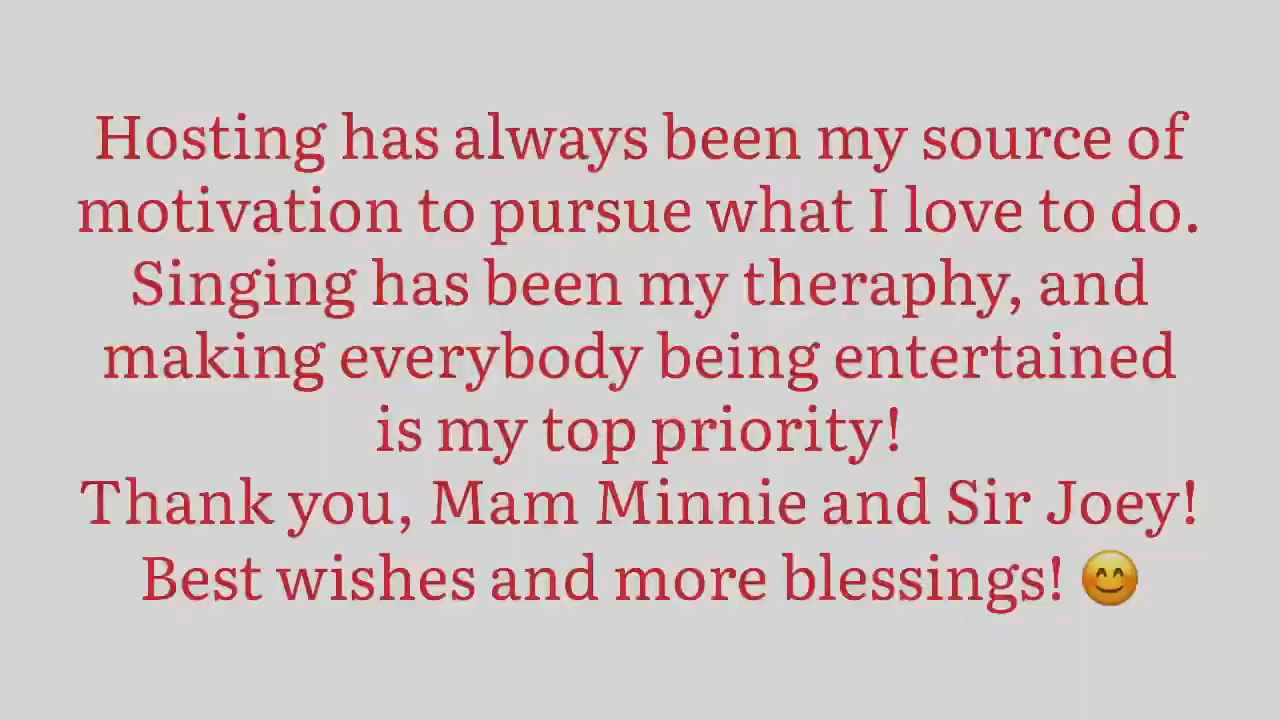 Hosting has always been my source of
motivation to pursue what I love to do.
Singing has been my theraphy, and
making everybody being entertained
is my top priority!
Thank you, Mam Minnie and Sir Joey!
Best wishes and more blessings! 😊